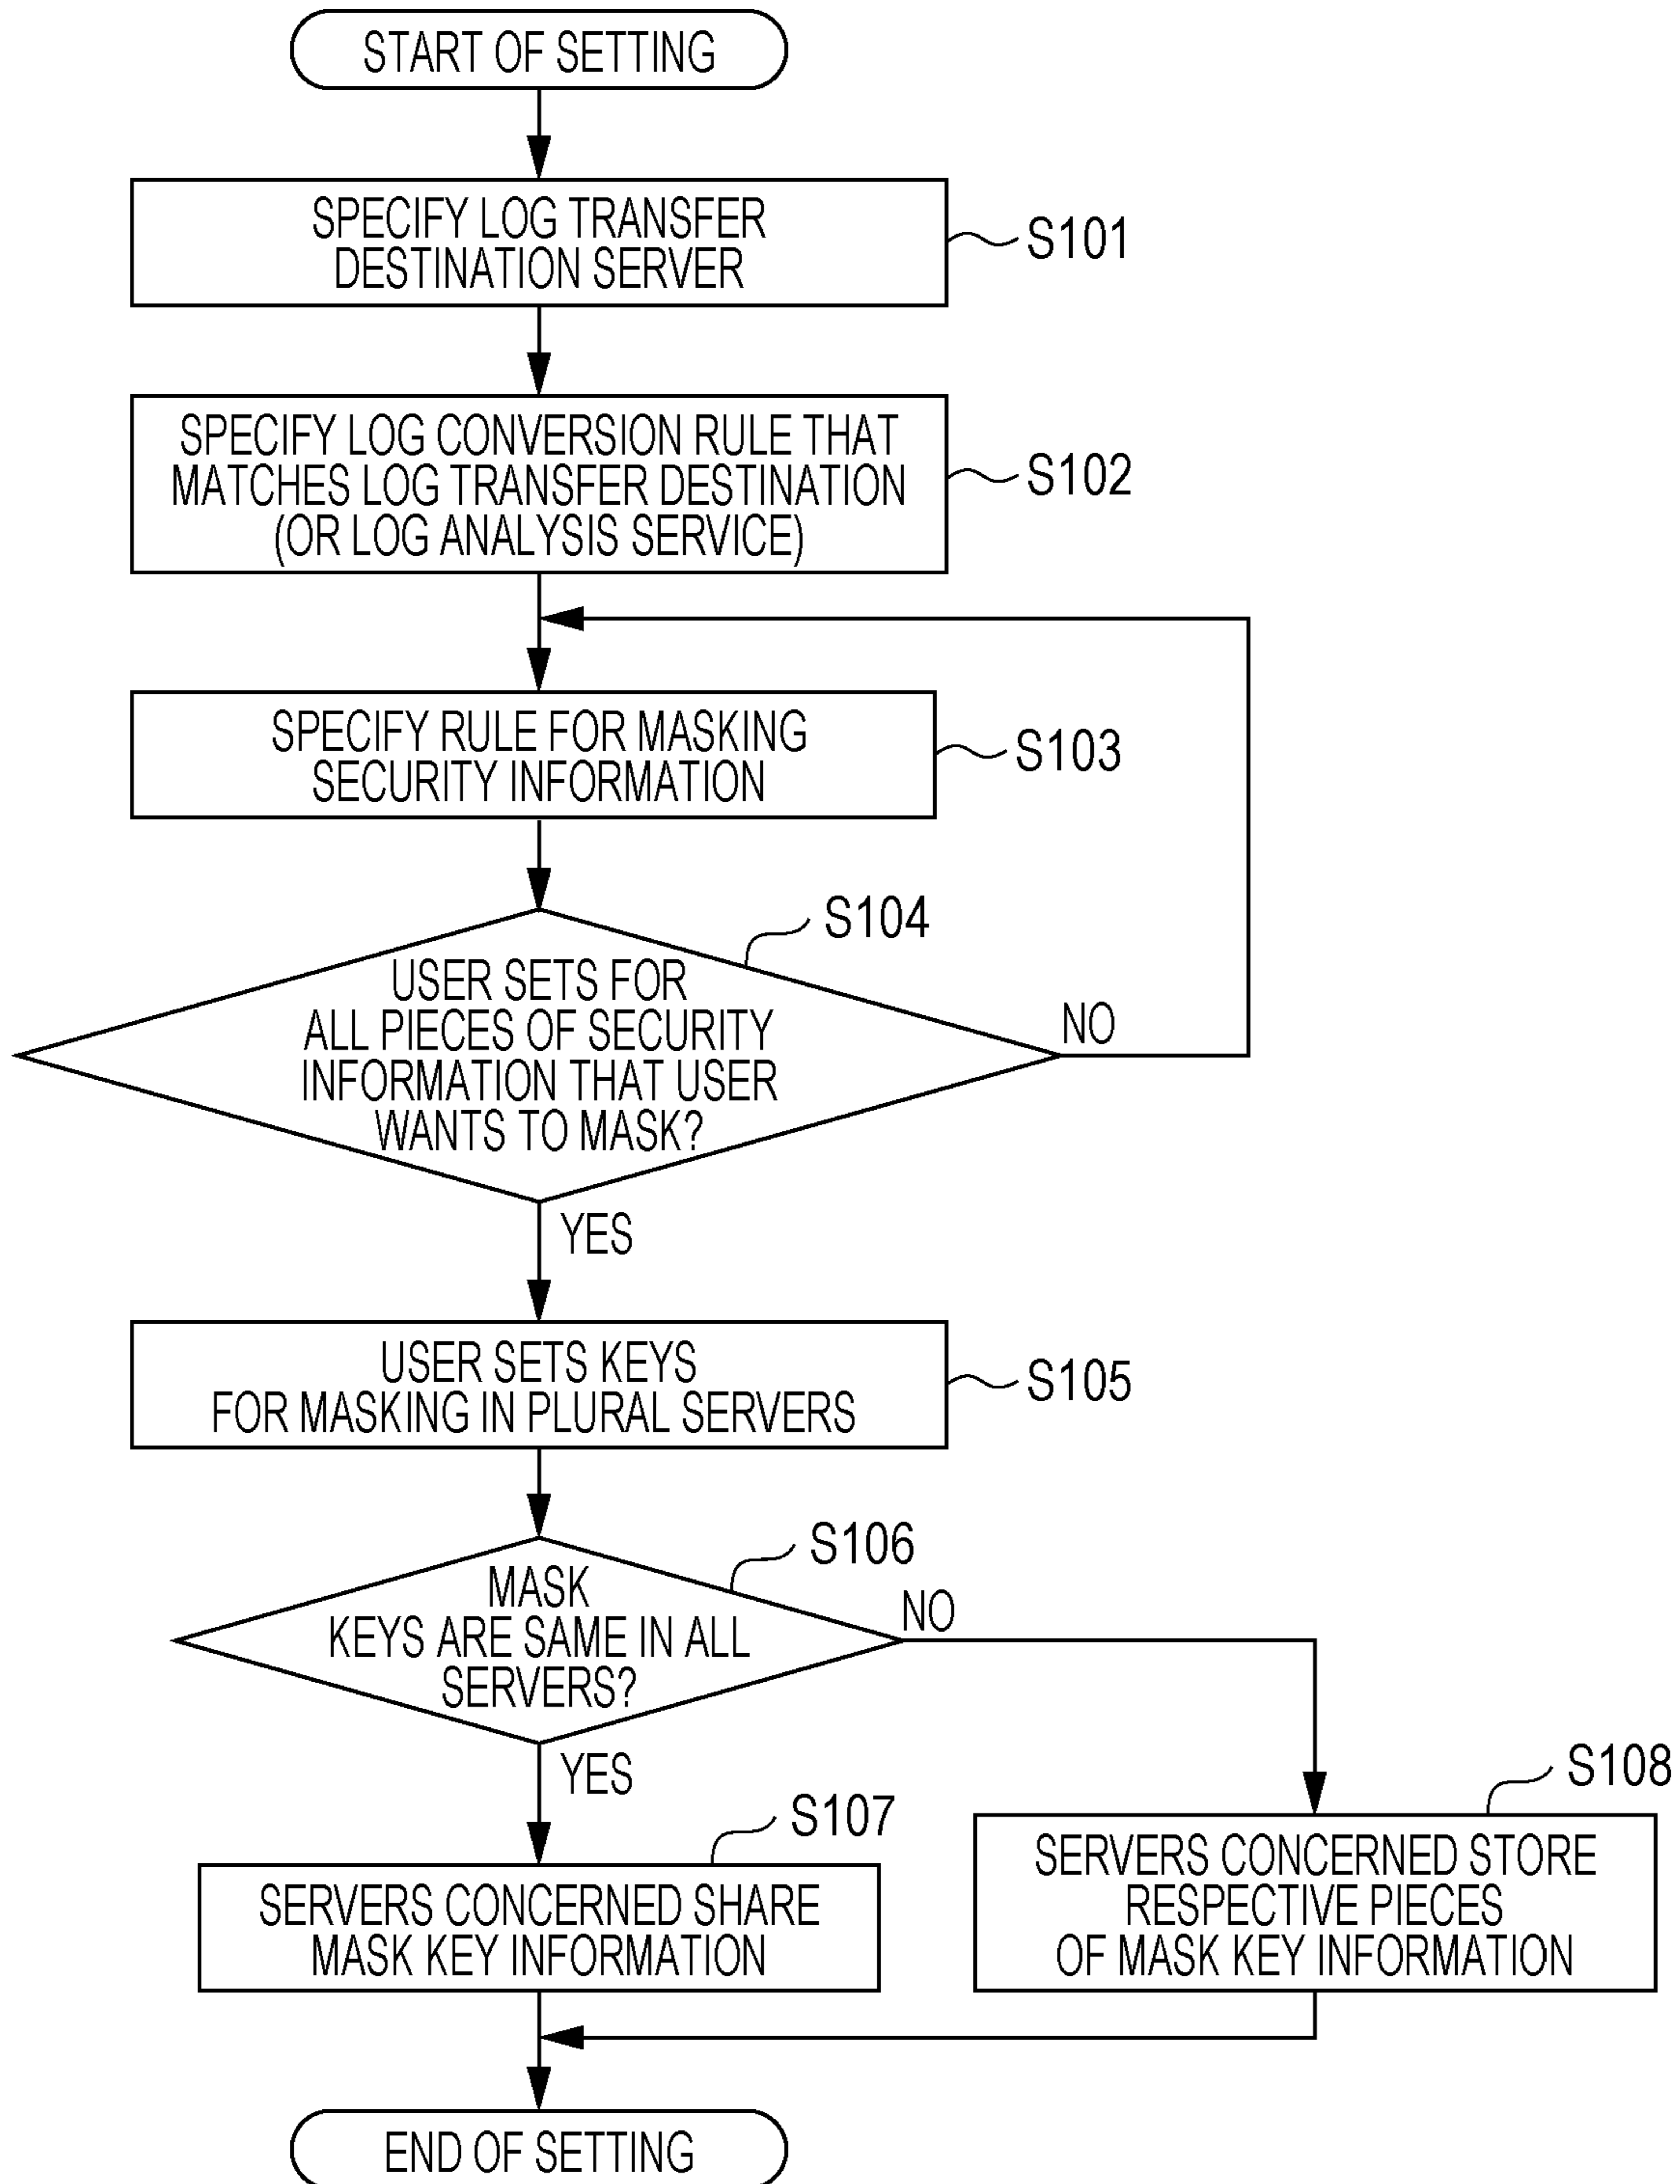 START OF SETTING
SPECIFY LOG TRANSFER
DESTINATION SERVER
S101
SPECIFY LOG CONVERSION RULE THAT
MATCHES LOG TRANSFER DESTINATION
(OR LOG ANALYSIS SERVICE)
S102
SPECIFY RULE FOR MASKING
SECURITY INFORMATION
S103
S104
USER SETS FOR
ALL PIECES OF SECURITY
INFORMATION THAT USER
WANTS TO MASK?
NO
YES
USER SETS KEYS
FOR MASKING IN PLURAL SERVERS
S105
S106
MASK
KEYS ARE SAME IN ALL
SERVERS?
NO
YES
S107
SERVERS CONCERNED SHARE
MASK KEY INFORMATION
S108
SERVERS CONCERNED STORE
RESPECTIVE PIECES
OF MASK KEY INFORMATION
END OF SETTING